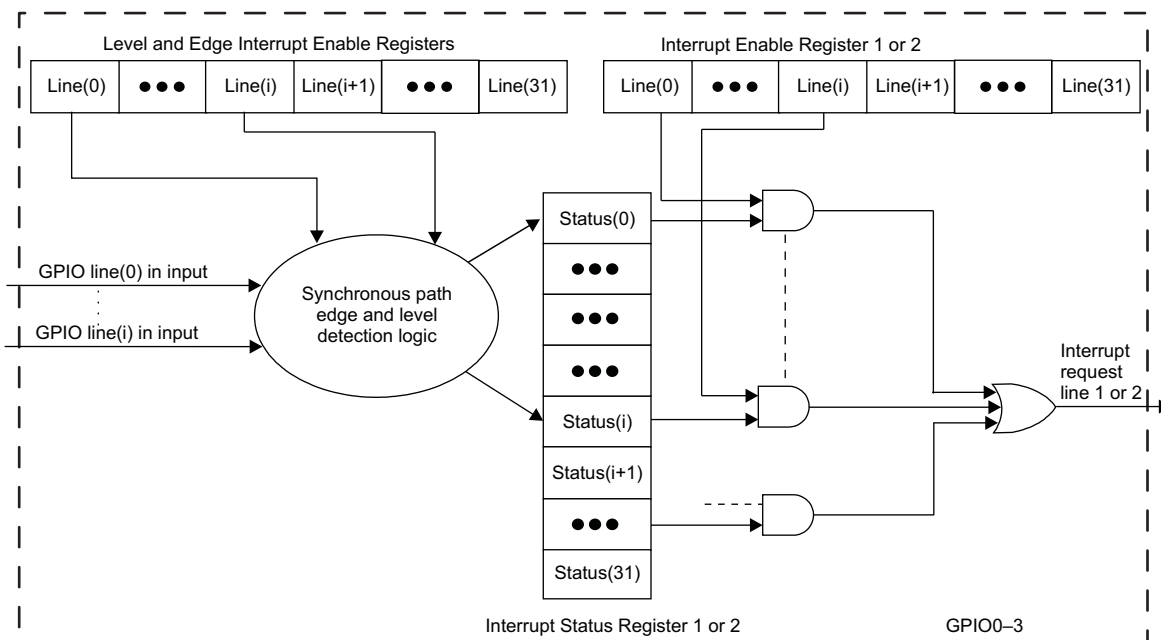 Level and Edge Interrupt Enable Registers
Line(0) ●●● Line(i) Line(i+1) ●●● Line(31)
Interrupt Enable Register 1 or 2
Line(0) ●●● Line(i) Line(i+1) ●●● Line(31)
GPIO line(0) in input
GPIO line(i) in input
Synchronous path
edge and level
detection logic
Status(0)
●●●
●●●
●●●
Status(i)
Status(i+1)
●●●
Status(31)
Interrupt
request
line 1 or 2
Interrupt Status Register 1 or 2
GPIO0–3